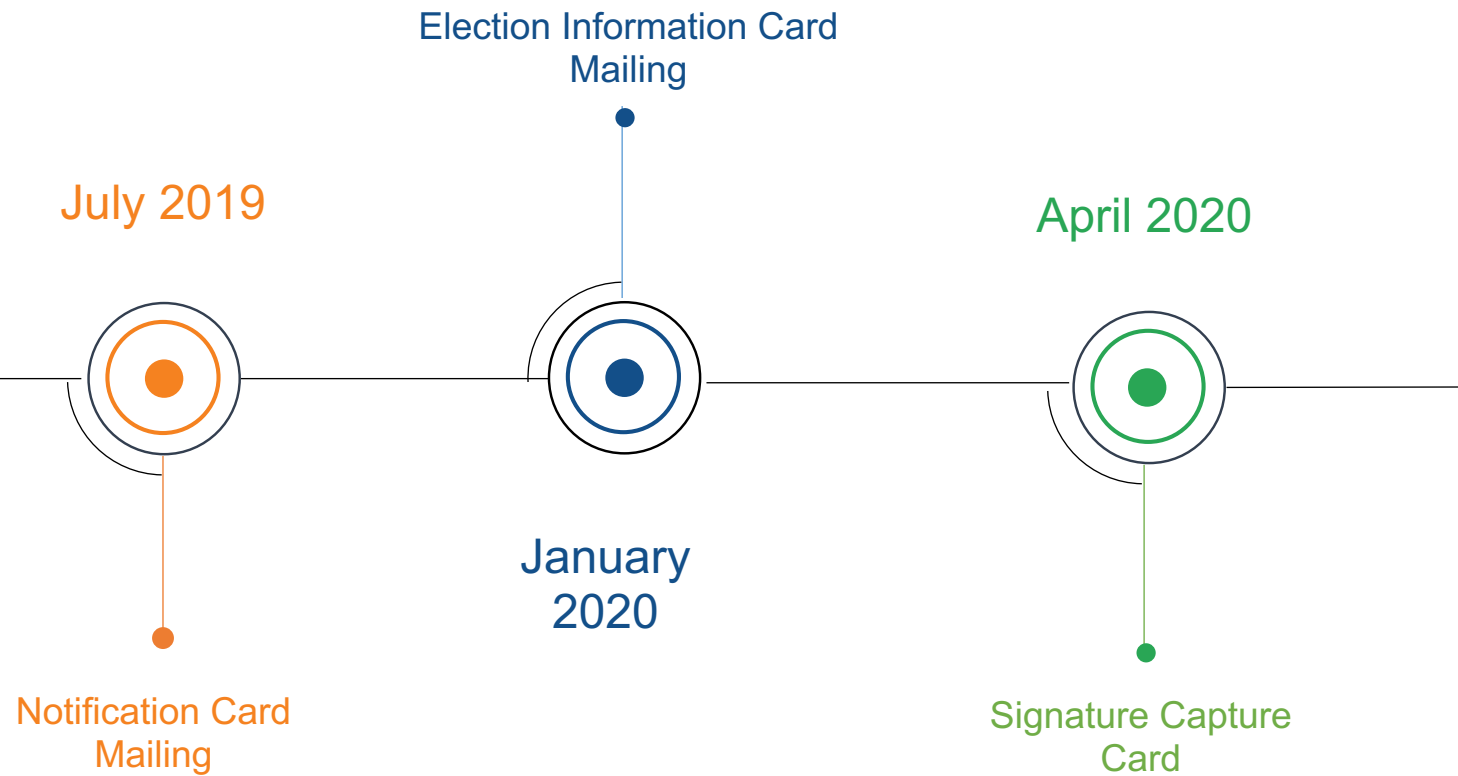 July 2019
Notification Card
Mailing
Election Information Card
Mailing
January
2020
April 2020
Signature Capture
Card